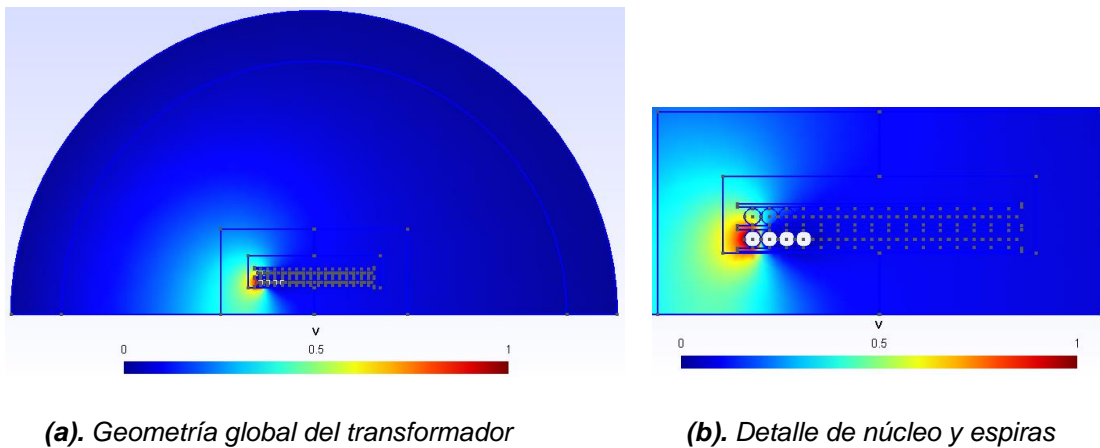 v
0
0.5
1
v
0
0.5
1
(a). Geometría global del transformador
(b). Detalle de núcleo y espiras